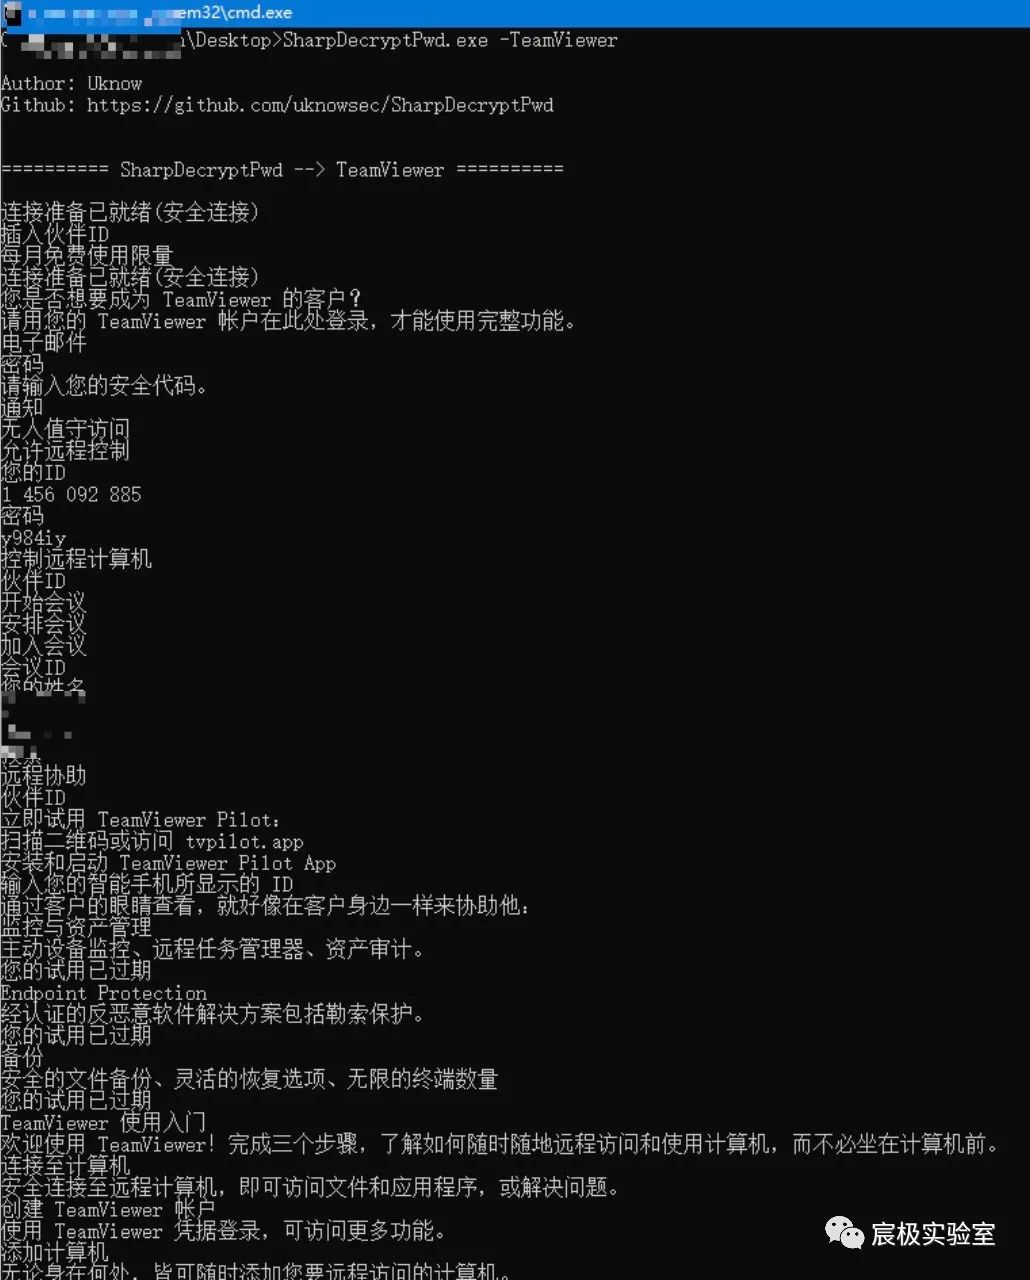 em32\cmd.exe
\Desktop>SharpDecryptPwd.exe -TeamViewer
Author: Uknow
Github: https://github.com/uknowsec/SharpDecryptPwd
========== SharpDecryptPwd --> TeamViewer ==========
连接准备已就绪(安全连接)
插入伙伴ID
每月免费使用限量
连接准备已就绪(安全连接)
您是否想要成为 TeamViewer 的客户?
请用您的 TeamViewer 帐户在此处登录，才能使用完整功能。
电子邮件
密码
请输入您的安全代码。
通知
无人值守访问
允许远程控制
您的ID
1 456 092 885
密码
y984iy
控制远程计算机
伙伴ID
开始会议
安排会议
加入会议
会议ID
您的姓名
远程协助
伙伴ID
立即试用 TeamViewer Pilot:
扫描二维码或访问 tvpilot.app
安装和启动 TeamViewer Pilot App
输入您的智能手机所显示的 ID
通过客户的眼睛查看，就好像在客户身边一样来协助他:
监控与资产管理
主动设备监控、远程任务管理器、资产审计。
您的试用已过期
Endpoint Protection
经认证的反恶意软件解决方案包括勒索保护。
您的试用已过期
备份
安全的文件备份、灵活的恢复选项、无限的终端数量
您的试用已过期
TeamViewer 使用入门
欢迎使用 TeamViewer! 完成三个步骤，了解如何随时随地远程访问和使用计算机，而不必坐在计算机前。
连接至计算机
安全连接至远程计算机，即可访问文件和应用程序，或解决问题。
创建 TeamViewer 帐户
使用 TeamViewer 凭据登录，可访问更多功能。
添加计算机
无论身在何处，皆可随时添加您要远程访问的计算机。
宸极实验室